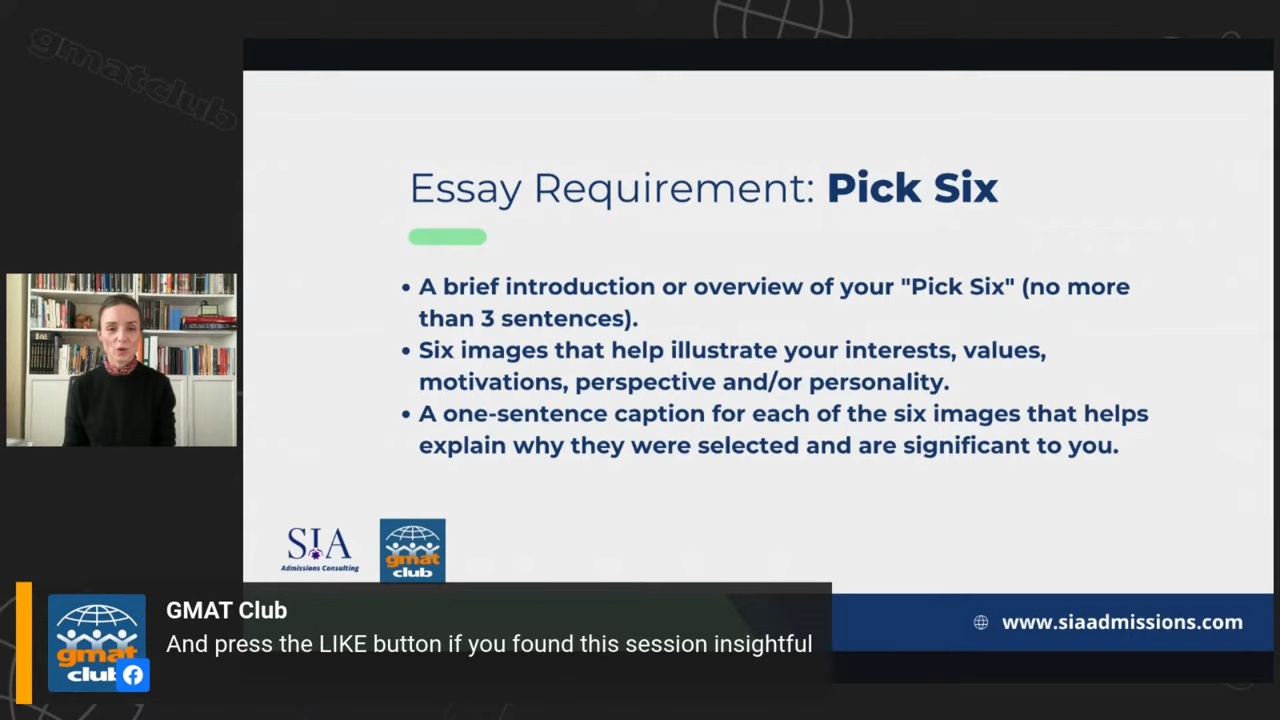 gmatclub
Essay Requirement: Pick Six
• A brief introduction or overview of your "Pick Six" (no more
than 3 sentences).
• Six images that help illustrate your interests, values,
motivations, perspective and/or personality.
• A one-sentence caption for each of the six images that helps
explain why they were selected and are significant to you.
SIA
Admissions Consulting
gmat
club
www.siaadmissions.com
GMAT Club
And press the LIKE button if you found this session insightful
gmat
club